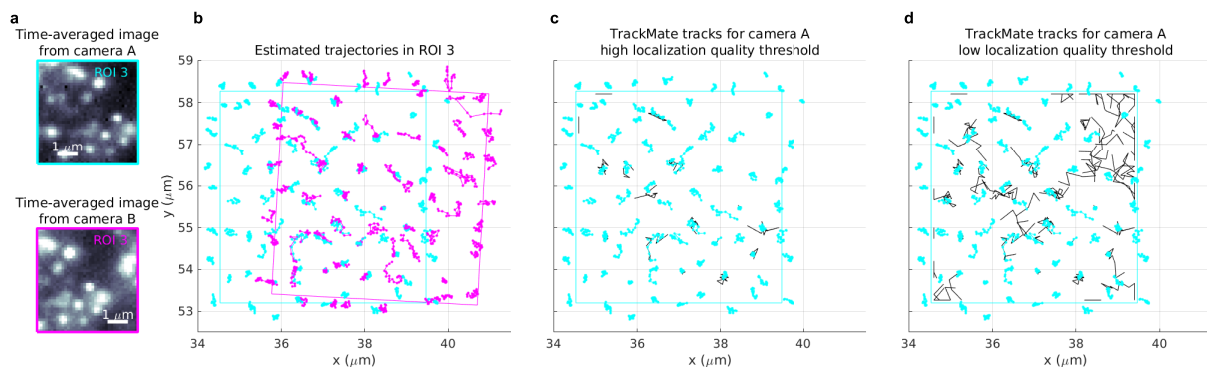 a
Time-averaged image
from camera A
ROI 3
1 μm
Time-averaged image
from camera B
ROI 3
1 μm
b
Estimated trajectories in ROI 3
59
58
57
56
55
54
53
y (μm)
34
36
38
40
x (μm)
c
TrackMate tracks for camera A
high localization quality threshold
34
36
38
40
x (μm)
d
TrackMate tracks for camera A
low localization quality threshold
34
36
38
40
x (μm)